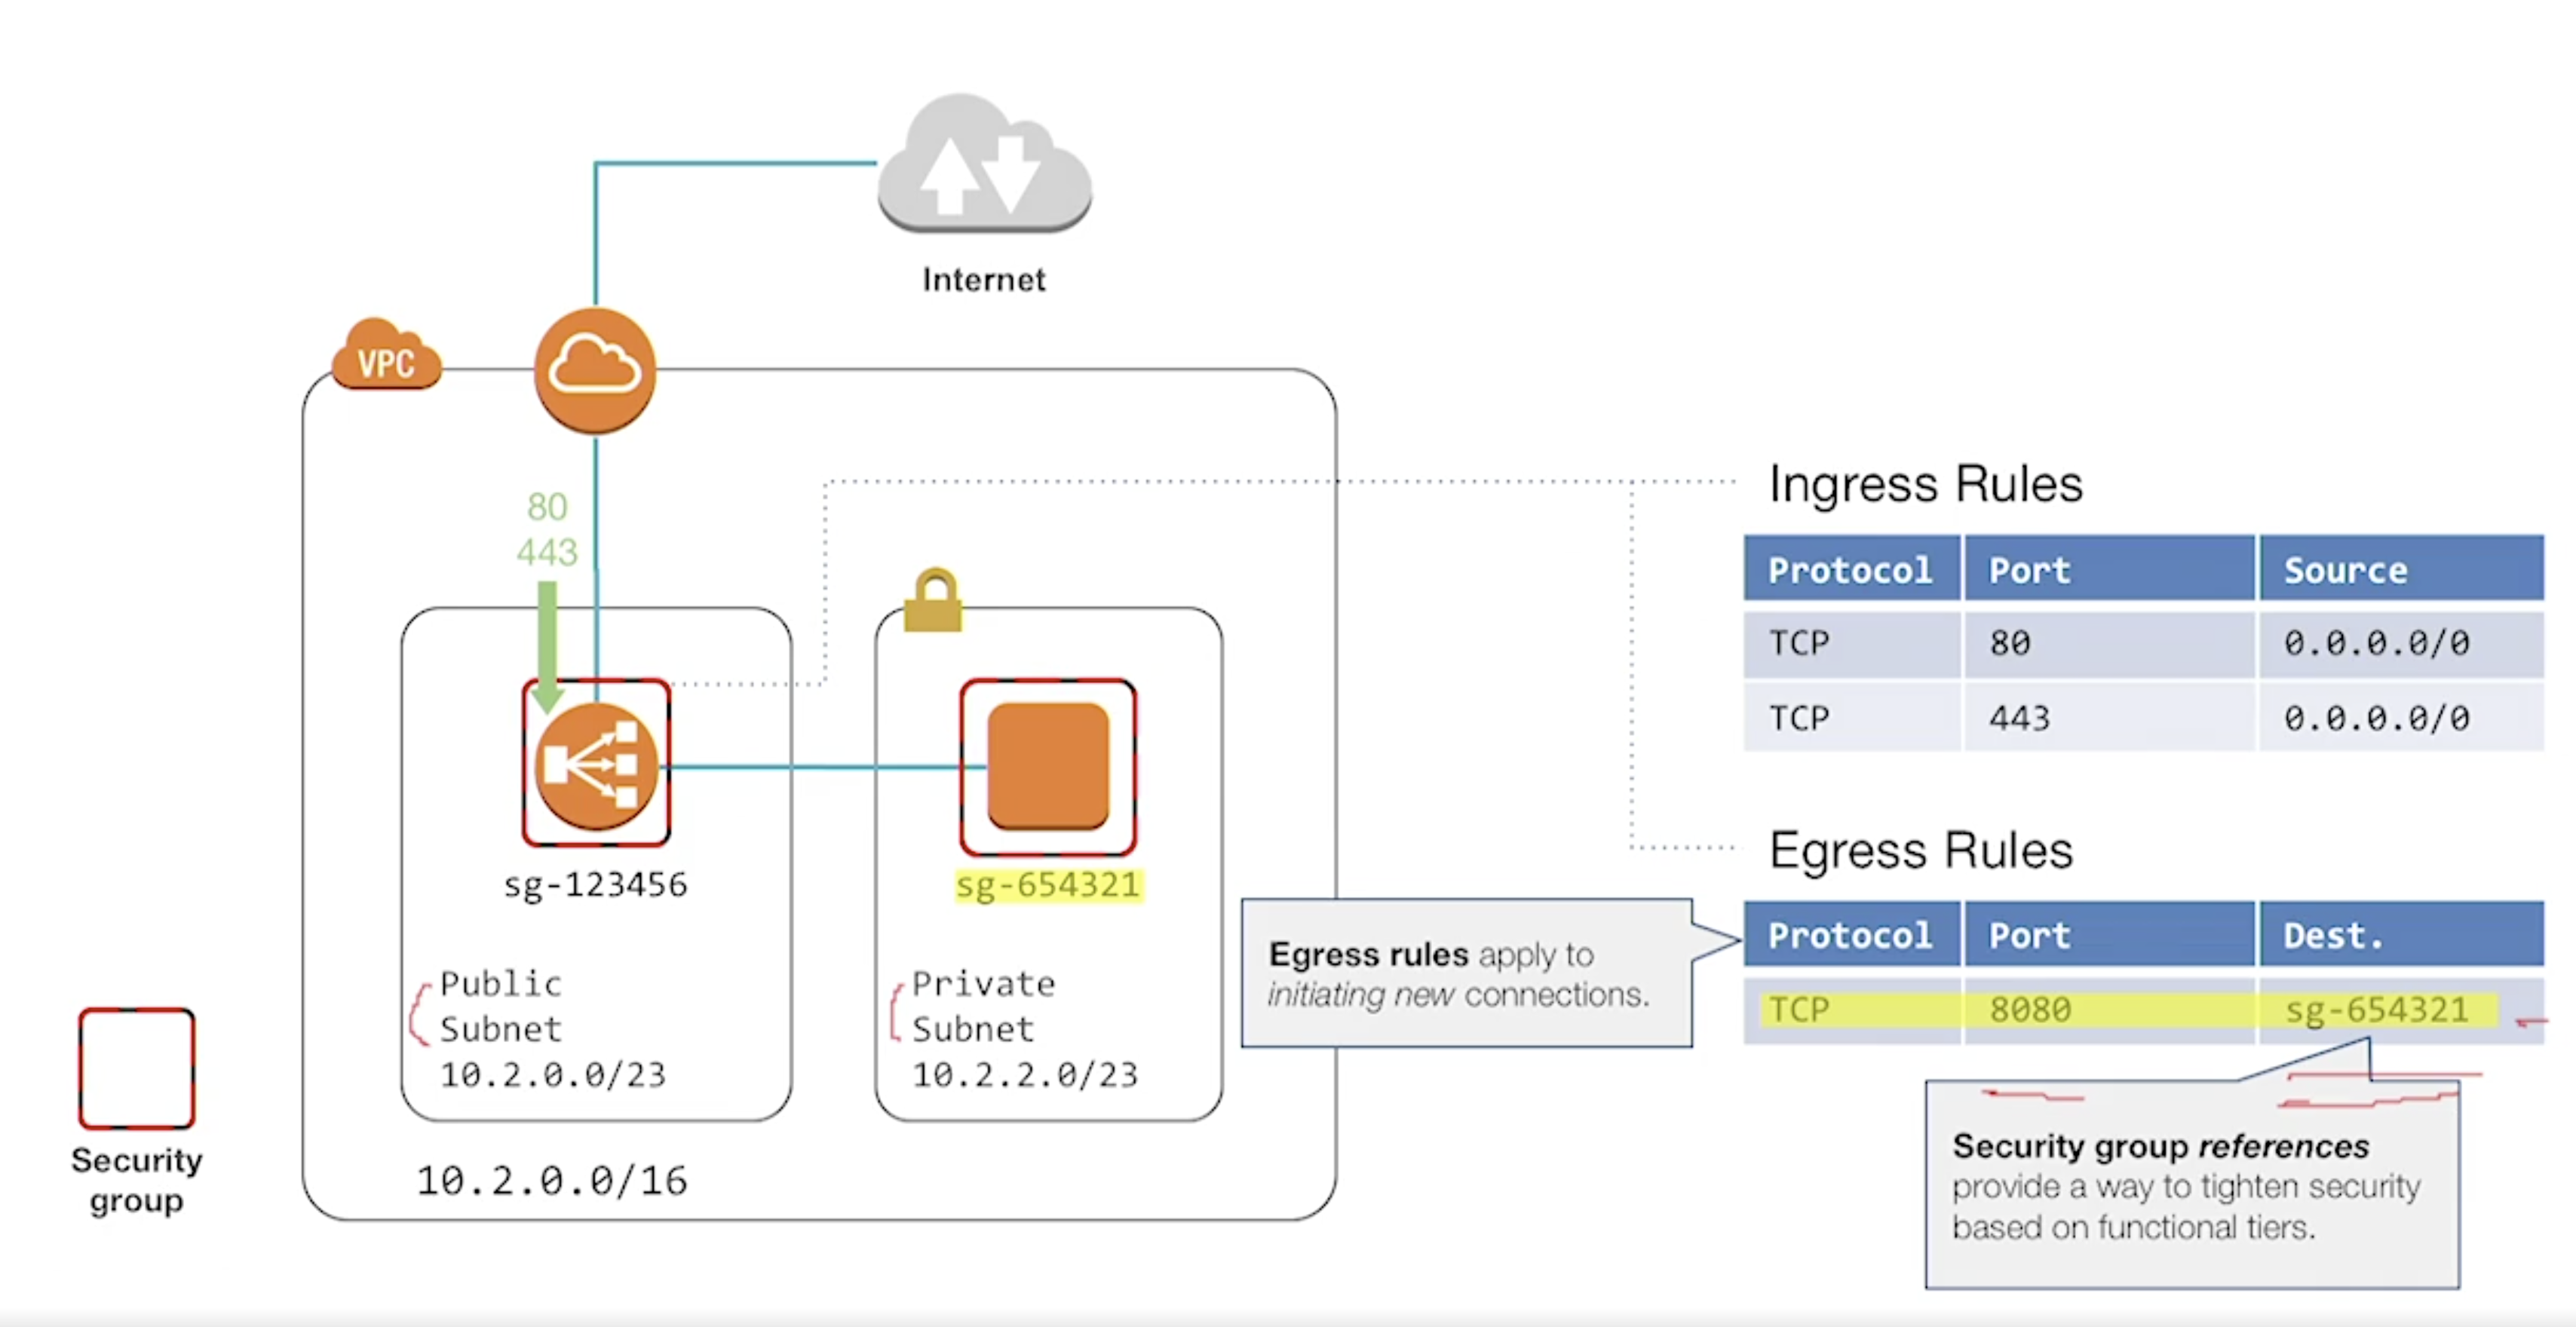 Internet
VPC
80
443
sg-123456
sg-654321
Public
Subnet
10.2.0.0/23
Private
Subnet
10.2.2.0/23
10.2.0.0/16
Security
group
Ingress Rules
Protocol Port Source
TCP 80 0.0.0.0/0
TCP 443 0.0.0.0/0
Egress Rules
Protocol Port Dest.
TCP 8080 sg-654321
Egress rules apply to
initiating new connections.
Security group references
provide a way to tighten security
based on functional tiers.